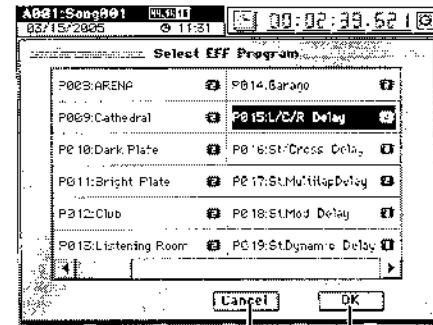 A001:Song001
03/15/2005 11:31 00:02:39.52
Select EFF Program
P008:ARENA P014:Garage
P009:Cathedral P015:L/C/R Delay
P010:Dark Plate P016:St/Cross Delay
P011:Bright Plate P017:St.MultitapDelay
P012:Club P018:St.Mod Delay
P013:Listening Room P019:St.Dynamic Delay
Cancel OK